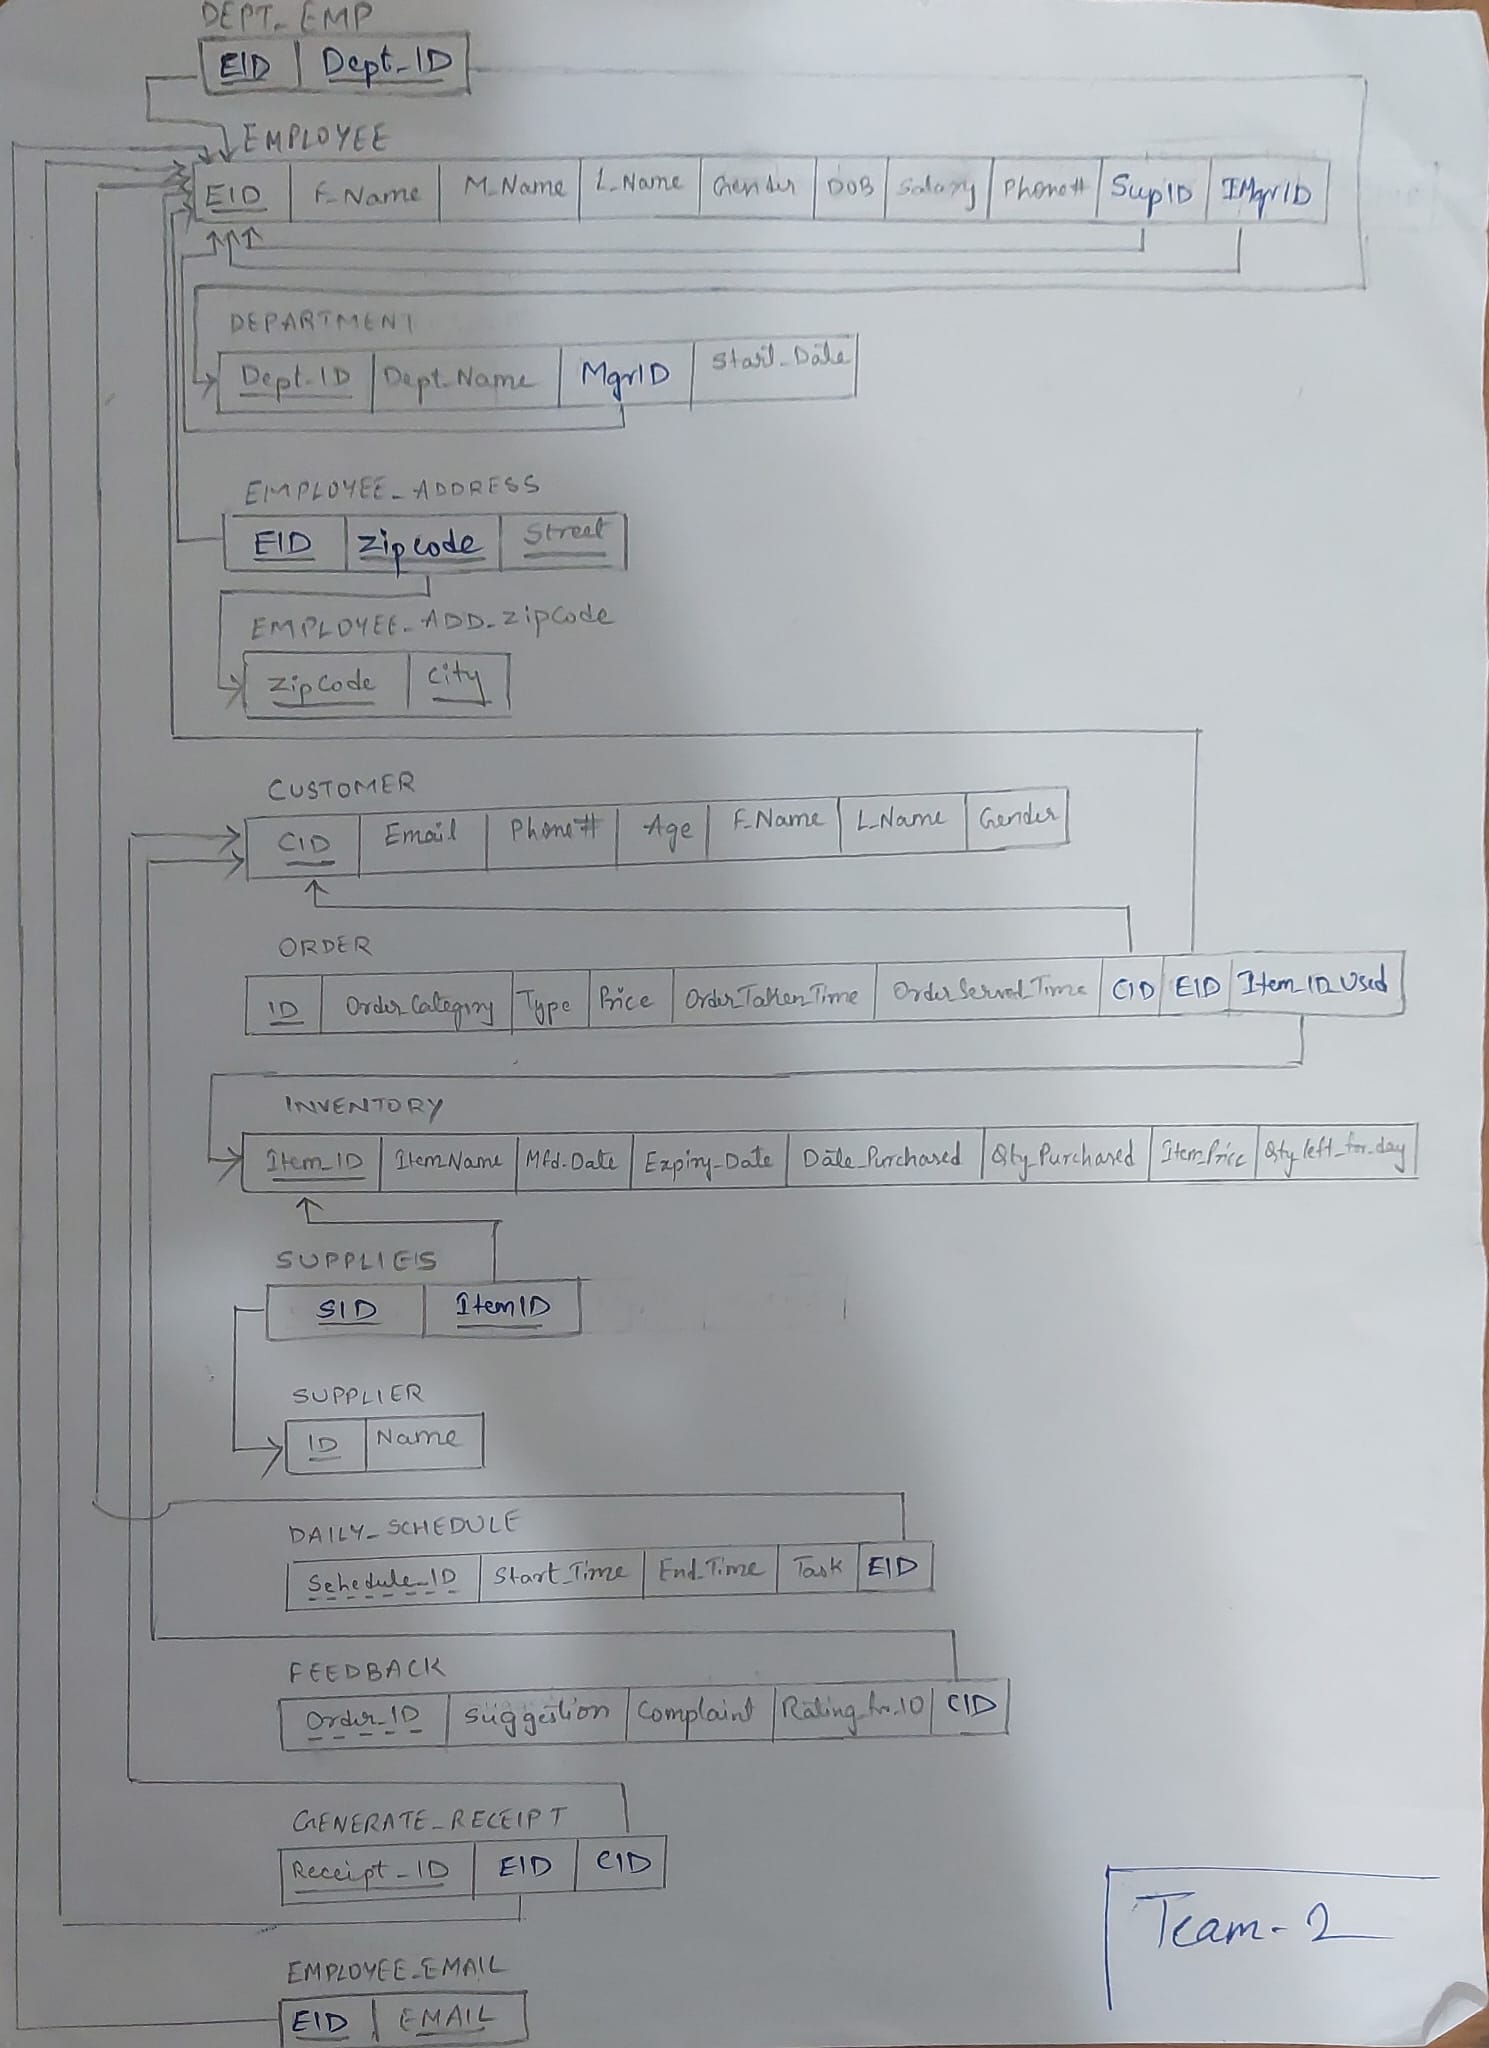 DEPT_EMP
EID Dept_ID
EMPLOYEE
EID F_Name M_Name L_Name Gender DOB Salary Phone# SupID IMgrID
DEPARTMENT
Dept_ID Dept_Name MgrID Start_Date
EMPLOYEE_ADDRESS
EID Zipcode Street
EMPLOYEE_ADD_ZipCode
ZipCode City
CUSTOMER
CID Email Phone# Age F_Name L_Name Gender
ORDER
ID Order_Category Type Price Order_Taken_Time Order_Served_Time CID EID Item_ID_Used
INVENTORY
Item_ID Item_Name Mfd_Date Expiry_Date Date_Purchased Qty_Purchased Item_Price Qty_left_for_day
SUPPLIES
SID ItemID
SUPPLIER
ID Name
DAILY_SCHEDULE
Schedule_ID Start_Time End_Time Task EID
FEEDBACK
Order_ID Suggestion Complaint Rating_for_10 CID
GENERATE_RECEIPT
Receipt_ID EID CID
EMPLOYEE_EMAIL
EID EMAIL
Team-2